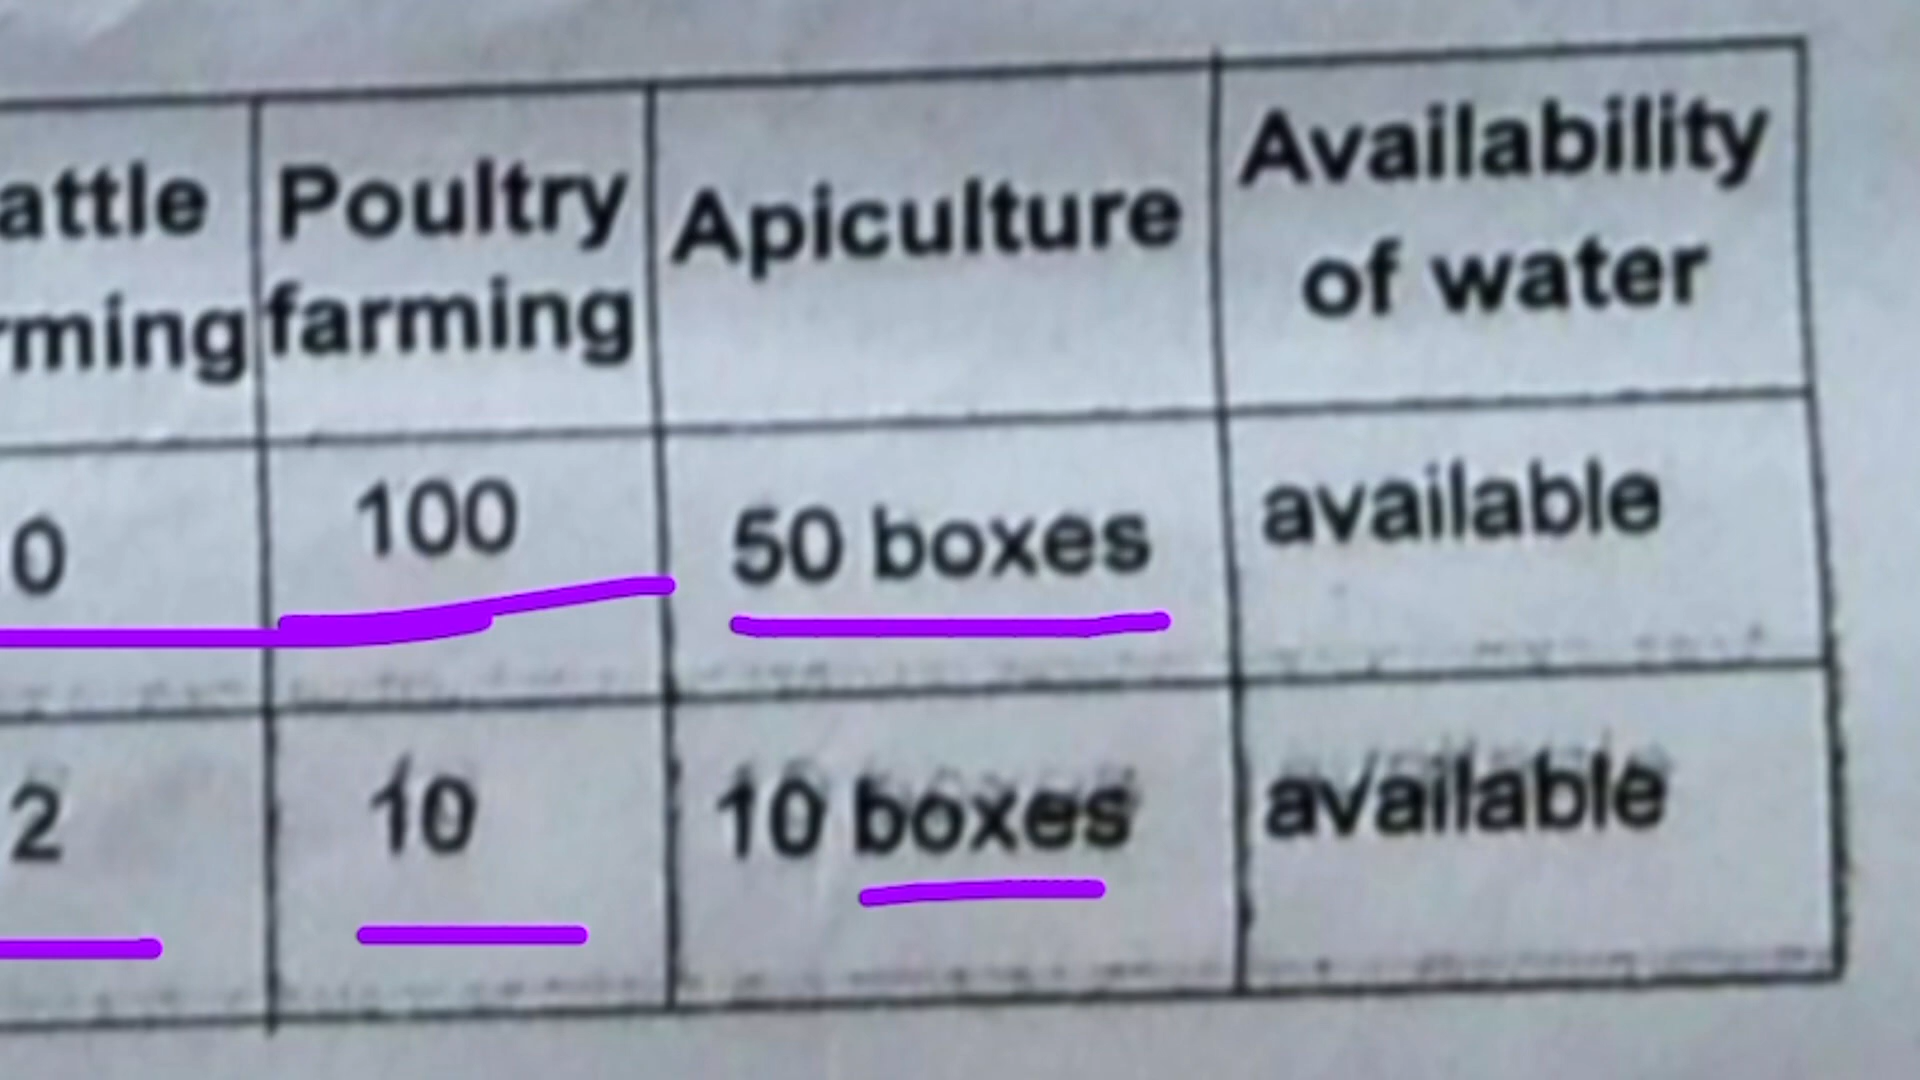 attle Poultry Apiculture Availability
rming farming of water
0 100 50 boxes available
2 10 10 boxes available